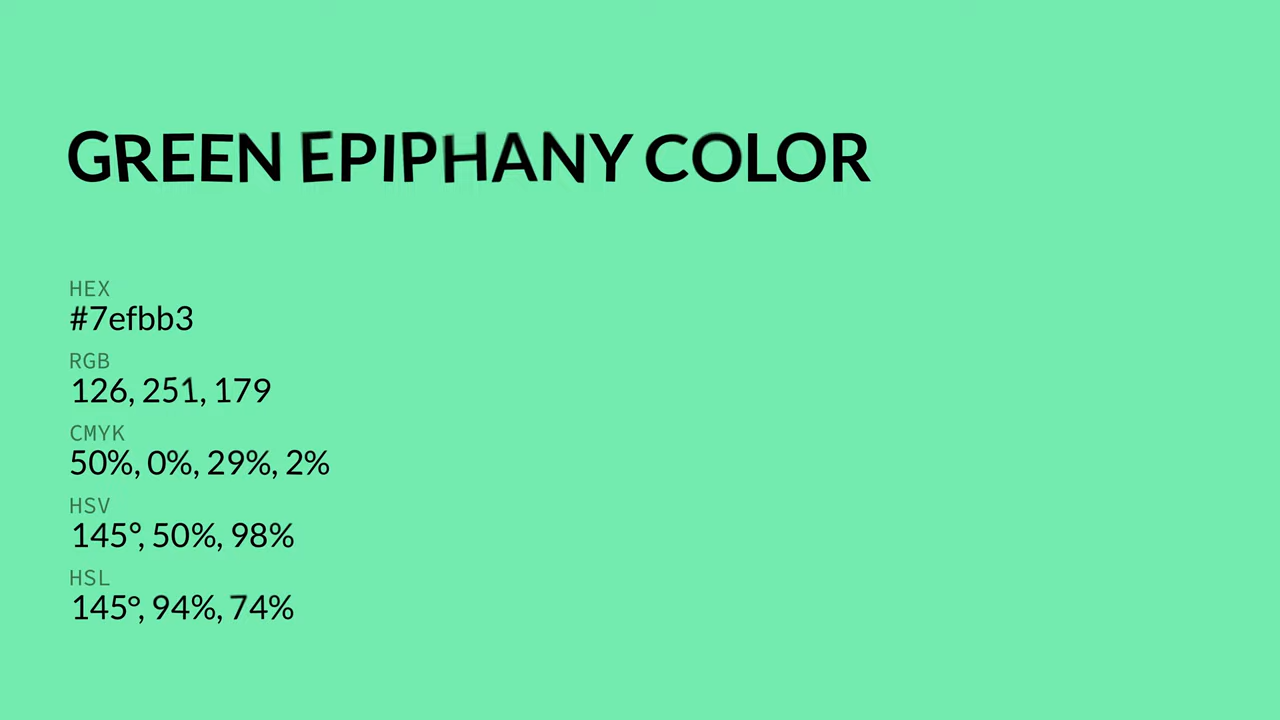 GREEN EPIPHANY COLOR
HEX
#7efbb3
RGB
126, 251, 179
CMYK
50%, 0%, 29%, 2%
HSV
145°, 50%, 98%
HSL
145°, 94%, 74%